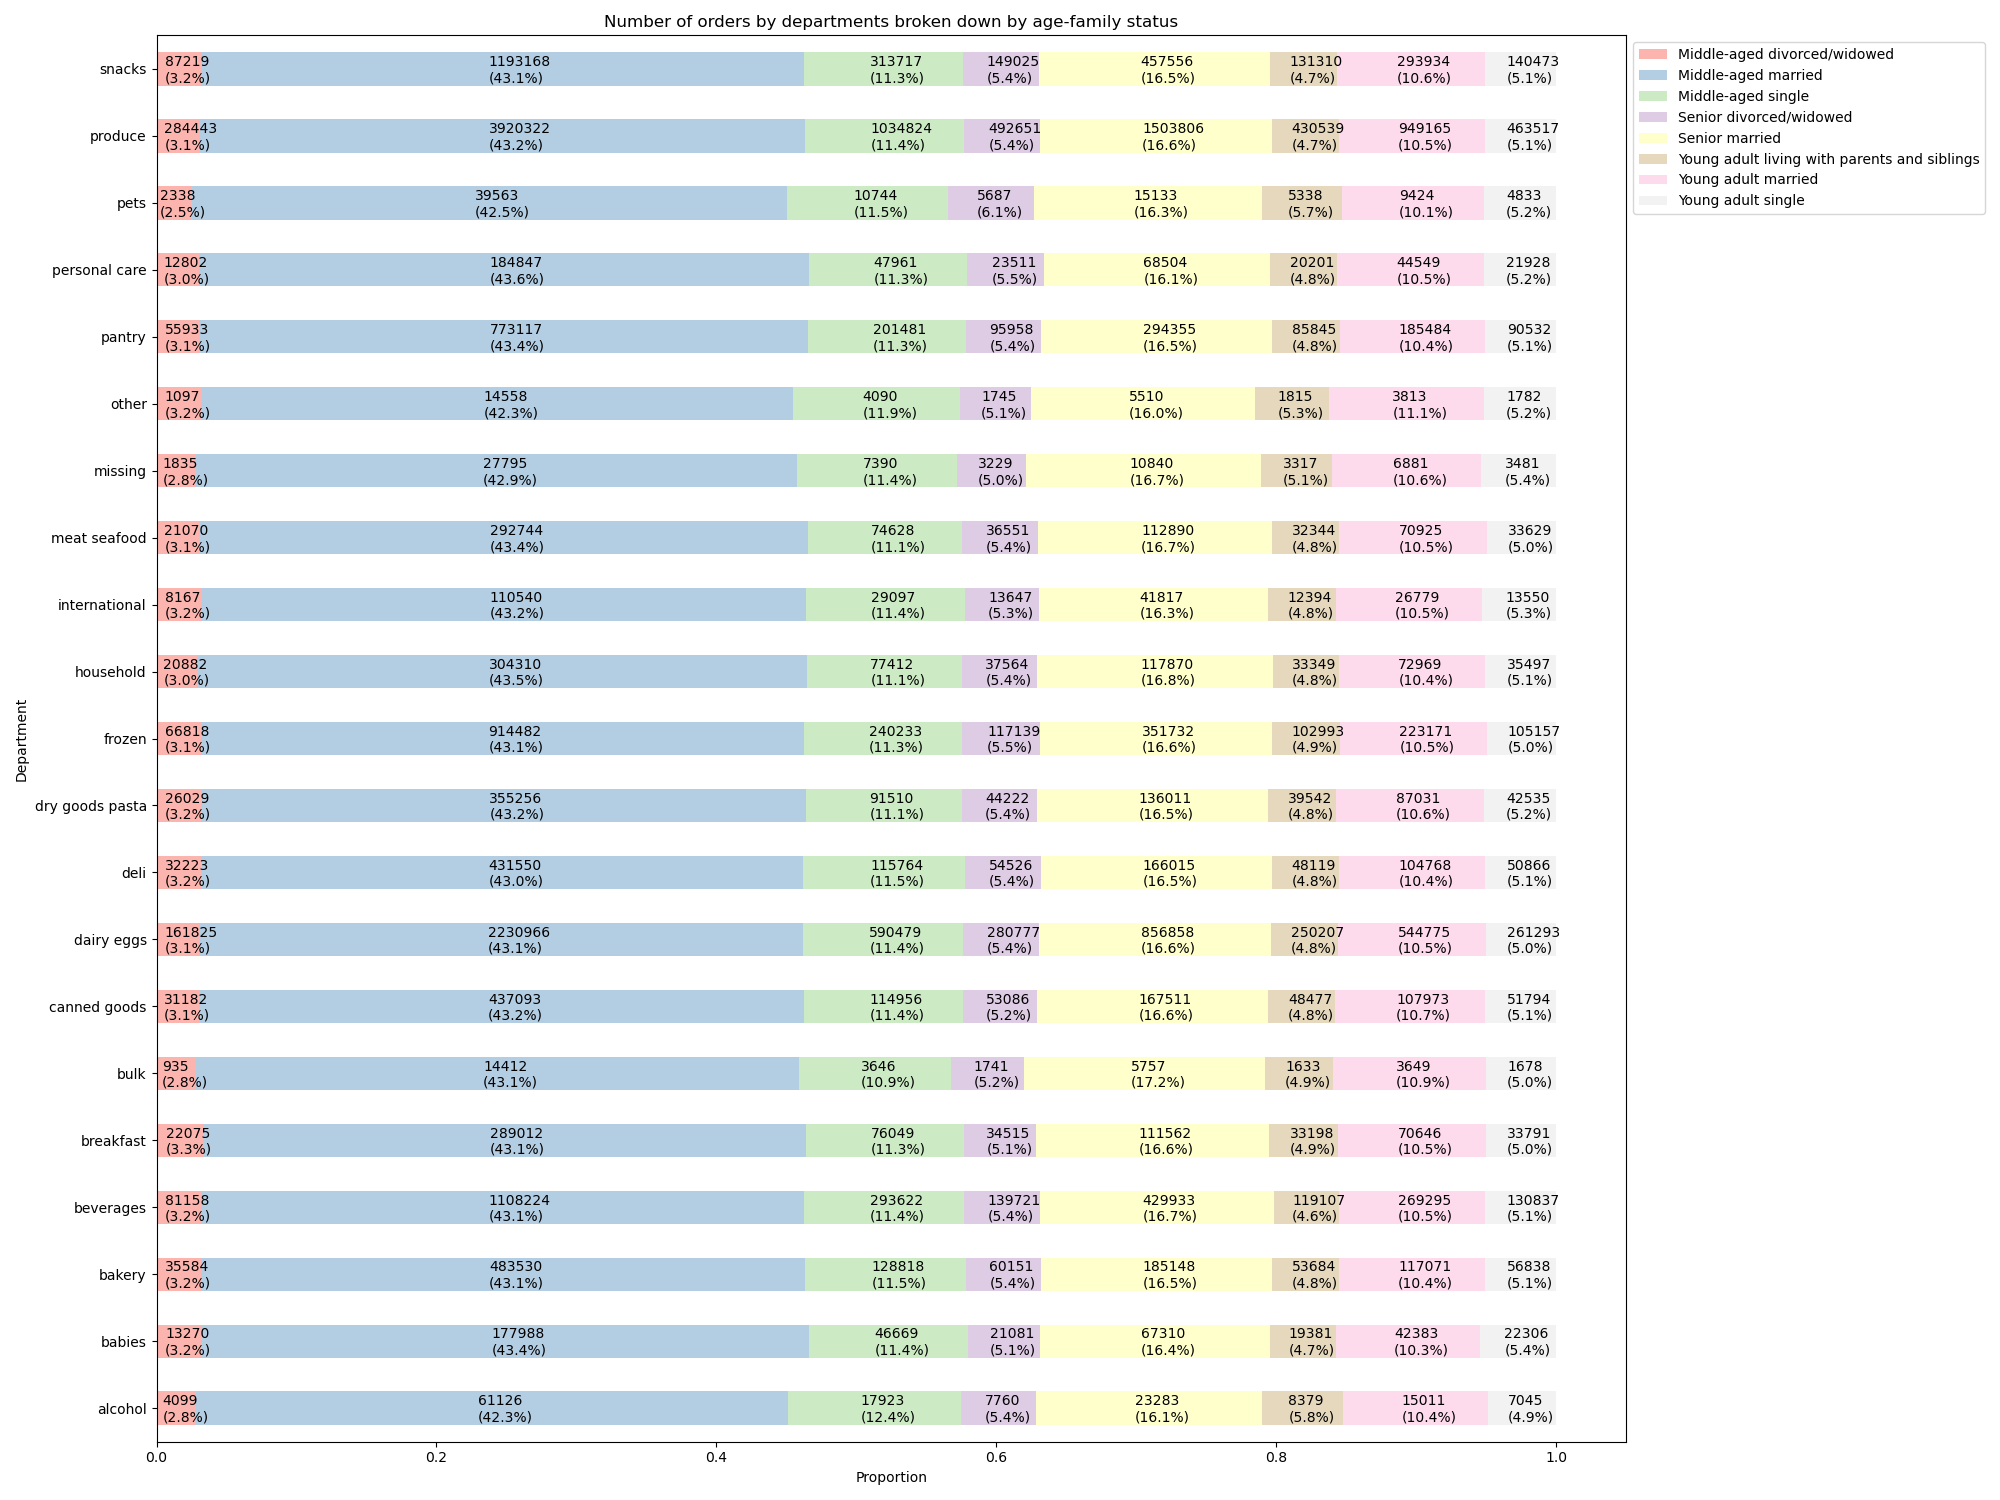 Number of orders by departments broken down by age-family status
Middle-aged divorced/widowed
Middle-aged married
Middle-aged single
Senior divorced/widowed
Senior married
Young adult living with parents and siblings
Young adult married
Young adult single
snacks 87219 1193168 313717 149025 457556 131310 293934 140473
(3.2%) (43.1%) (11.3%) (5.4%) (16.5%) (4.7%) (10.6%) (5.1%)
produce 284443 3920322 1034824 492651 1503806 430539 949165 463517
(3.1%) (43.2%) (11.4%) (5.4%) (16.6%) (4.7%) (10.5%) (5.1%)
pets 2338 39563 10744 5687 15133 5338 9424 4833
(2.5%) (42.5%) (11.5%) (6.1%) (16.3%) (5.7%) (10.1%) (5.2%)
personal care 12802 184847 47961 23511 68504 20201 44549 21928
(3.0%) (43.6%) (11.3%) (5.5%) (16.1%) (4.8%) (10.5%) (5.2%)
pantry 55933 773117 201481 95958 294355 85845 185484 90532
(3.1%) (43.4%) (11.3%) (5.4%) (16.5%) (4.8%) (10.4%) (5.1%)
other 1097 14558 4090 1745 5510 1815 3813 1782
(3.2%) (42.3%) (11.9%) (5.1%) (16.0%) (5.3%) (11.1%) (5.2%)
missing 1835 27795 7390 3229 10840 3317 6881 3481
(2.8%) (42.9%) (11.4%) (5.0%) (16.7%) (5.1%) (10.6%) (5.4%)
meat seafood 21070 292744 74628 36551 112890 32344 70925 33629
(3.1%) (43.4%) (11.1%) (5.4%) (16.7%) (4.8%) (10.5%) (5.0%)
international 8167 110540 29097 13647 41817 12394 26779 13550
(3.2%) (43.2%) (11.4%) (5.3%) (16.3%) (4.8%) (10.5%) (5.3%)
household 20882 304310 77412 37564 117870 33349 72969 35497
(3.0%) (43.5%) (11.1%) (5.4%) (16.8%) (4.8%) (10.4%) (5.1%)
frozen 66818 914482 240233 117139 351732 102993 223171 105157
(3.1%) (43.1%) (11.3%) (5.5%) (16.6%) (4.9%) (10.5%) (5.0%)
dry goods pasta 26029 355256 91510 44222 136011 39542 87031 42535
(3.2%) (43.2%) (11.1%) (5.4%) (16.5%) (4.8%) (10.6%) (5.2%)
deli 32223 431550 115764 54526 166015 48119 104768 50866
(3.2%) (43.0%) (11.5%) (5.4%) (16.5%) (4.8%) (10.4%) (5.1%)
dairy eggs 161825 2230966 590479 280777 856858 250207 544775 261293
(3.1%) (43.1%) (11.4%) (5.4%) (16.6%) (4.8%) (10.5%) (5.0%)
canned goods 31182 437093 114956 53086 167511 48477 107973 51794
(3.1%) (43.2%) (11.4%) (5.2%) (16.6%) (4.8%) (10.7%) (5.1%)
bulk 935 14412 3646 1741 5757 1633 3649 1678
(2.8%) (43.1%) (10.9%) (5.2%) (17.2%) (4.9%) (10.9%) (5.0%)
breakfast 22075 289012 76049 34515 111562 33198 70646 33791
(3.3%) (43.1%) (11.3%) (5.1%) (16.6%) (4.9%) (10.5%) (5.0%)
beverages 81158 1108224 293622 139721 429933 119107 269295 130837
(3.2%) (43.1%) (11.4%) (5.4%) (16.7%) (4.6%) (10.5%) (5.1%)
bakery 35584 483530 128818 60151 185148 53684 117071 56838
(3.2%) (43.1%) (11.5%) (5.4%) (16.5%) (4.8%) (10.4%) (5.1%)
babies 13270 177988 46669 21081 67310 19381 42383 22306
(3.2%) (43.4%) (11.4%) (5.1%) (16.4%) (4.7%) (10.3%) (5.4%)
alcohol 4099 61126 17923 7760 23283 8379 15011 7045
(2.8%) (42.3%) (12.4%) (5.4%) (16.1%) (5.8%) (10.4%) (4.9%)
Department
0.0 0.2 0.4 0.6 0.8 1.0
Proportion